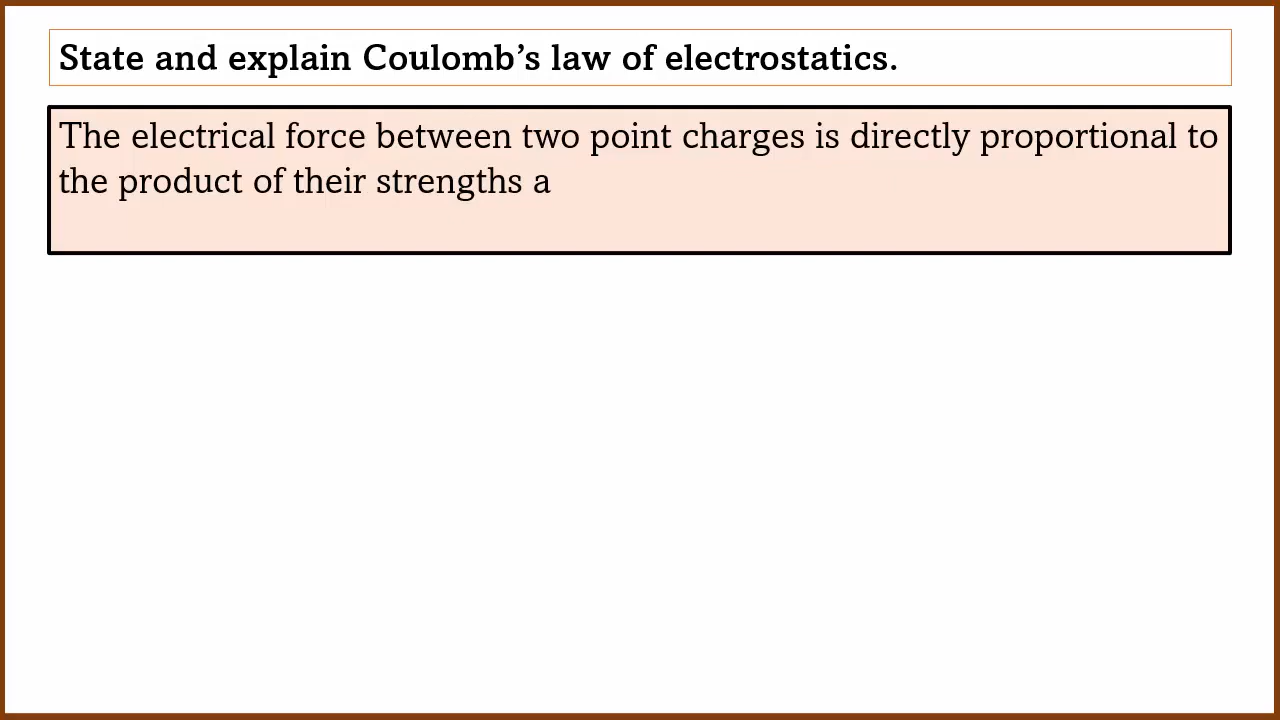 State and explain Coulomb’s law of electrostatics.
The electrical force between two point charges is directly proportional to
the product of their strengths a